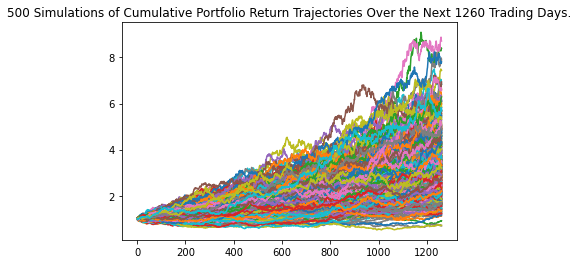 500 Simulations of Cumulative Portfolio Return Trajectories Over the Next 1260 Trading Days.
8
6
4
2
0 200 400 600 800 1000 1200